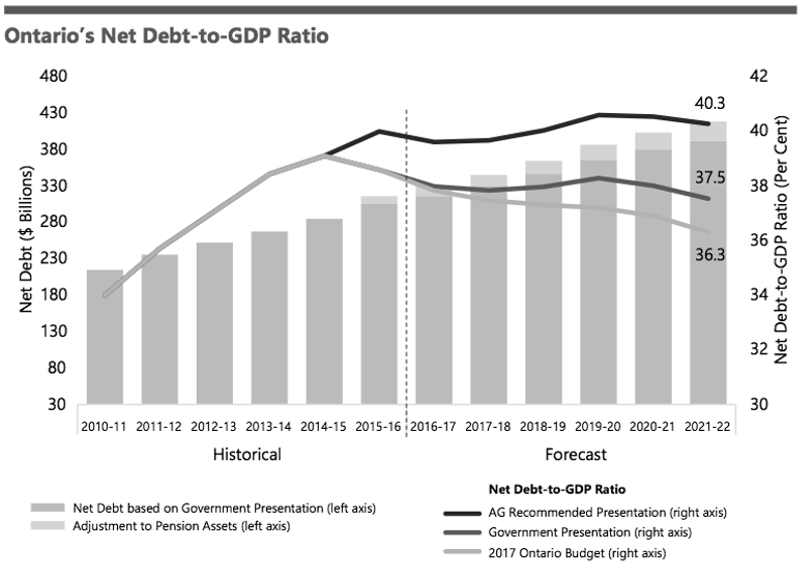 Ontario's Net Debt-to-GDP Ratio
480
430
380
330
280
230
180
130
80
30
Net Debt ($ Billions)
42
40
38
36
34
32
30
Net Debt-to-GDP Ratio (Per Cent)
40.3
37.5
36.3
2010-11 2011-12 2012-13 2013-14 2014-15 2015-16 2016-17 2017-18 2018-19 2019-20 2020-21 2021-22
Historical Forecast
Net Debt based on Government Presentation (left axis)
Adjustment to Pension Assets (left axis)
Net Debt-to-GDP Ratio
AG Recommended Presentation (right axis)
Government Presentation (right axis)
2017 Ontario Budget (right axis)